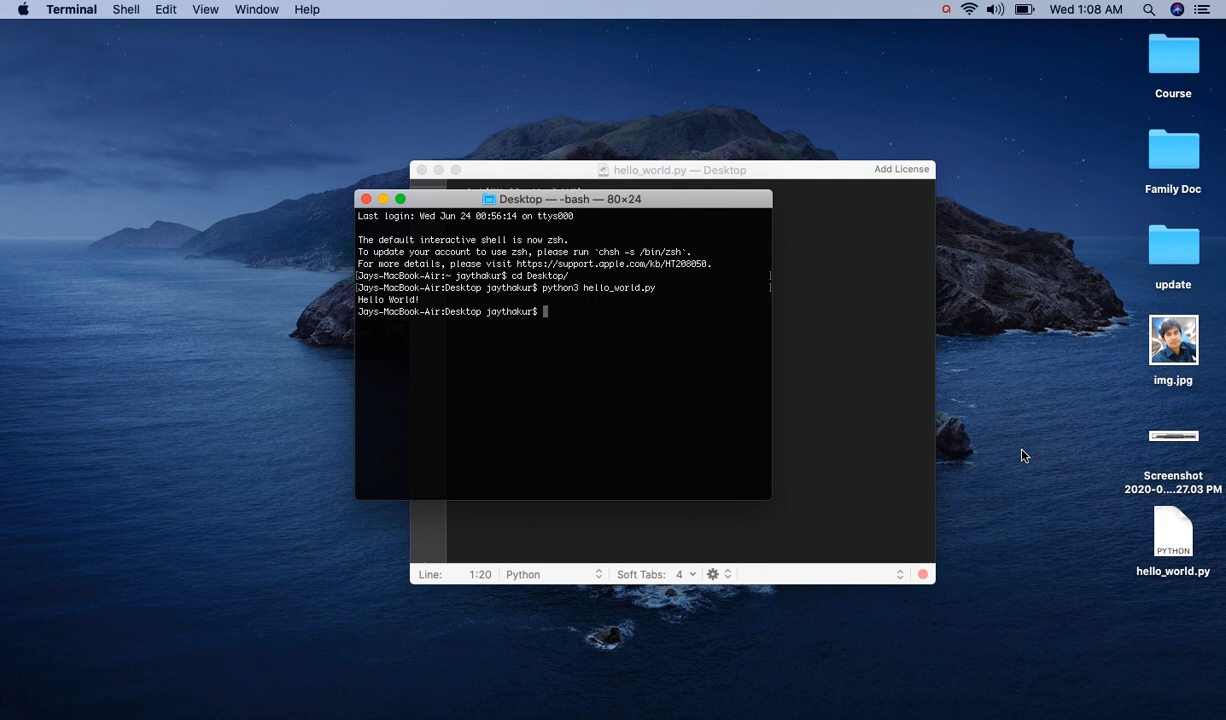 Terminal Shell Edit View Window Help Wed 1:08 AM
Course
Family Doc
update
img.jpg
Screenshot
2020-0....27.03 PM
PYTHON
hello_world.py
hello_world.py — Desktop Add License
Desktop — -bash — 80×24
Last login: Wed Jun 24 00:56:14 on ttys000
The default interactive shell is now zsh.
To update your account to use zsh, please run `chsh -s /bin/zsh`.
For more details, please visit https://support.apple.com/kb/HT208050.
[Jays-MacBook-Air:~ jaythakur$ cd Desktop/ ]
[Jays-MacBook-Air:Desktop jaythakur$ python3 hello_world.py ]
Hello World!
Jays-MacBook-Air:Desktop jaythakur$
Line: 1:20 Python Soft Tabs: 4